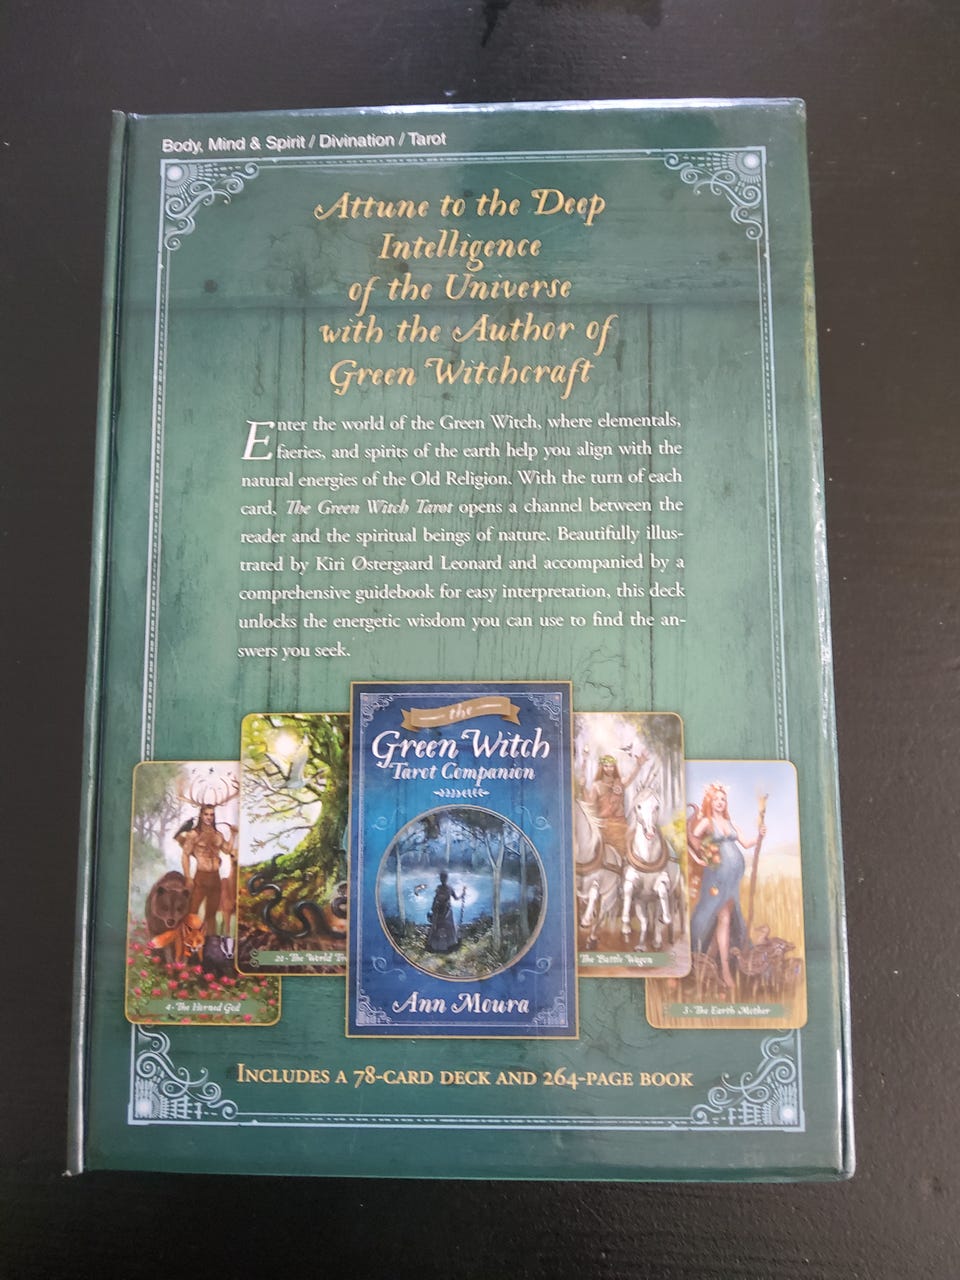 Body, Mind & Spirit / Divination / Tarot
Attune to the Deep
Intelligence
of the Universe
with the Author of
Green Witchcraft
Enter the world of the Green Witch, where elementals,
faeries, and spirits of the earth help you align with the
natural energies of the Old Religion. With the turn of each
card, The Green Witch Tarot opens a channel between the
reader and the spiritual beings of nature. Beautifully illus-
trated by Kiri Østergaard Leonard and accompanied by a
comprehensive guidebook for easy interpretation, this deck
unlocks the energetic wisdom you can use to find the an-
swers you seek.
the
Green Witch
Tarot Companion
Ann Moura
4-The Horned God
The Battle Wagon
3-The Earth Mother
Includes a 78-card deck and 264-page book